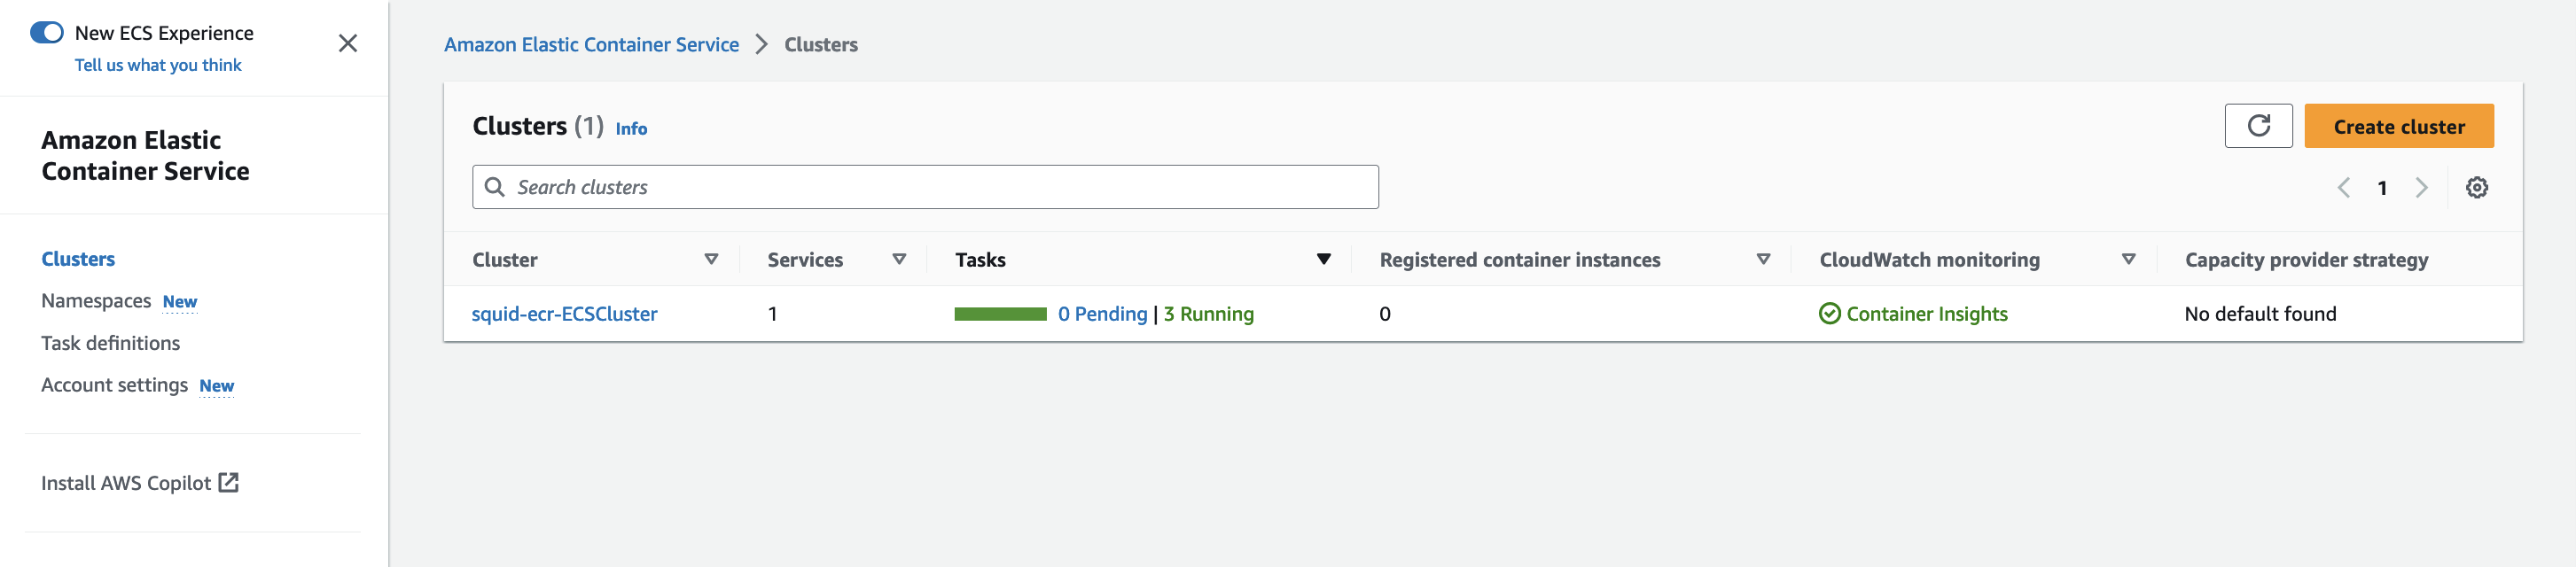 New ECS Experience
Tell us what you think
Amazon Elastic
Container Service
Clusters
Namespaces New
Task definitions
Account settings New
Install AWS Copilot
Amazon Elastic Container Service > Clusters
Clusters (1) Info
Create cluster
Search clusters
1
Cluster Services Tasks Registered container instances CloudWatch monitoring Capacity provider strategy
squid-ecr-ECSCluster 1 0 Pending | 3 Running 0 Container Insights No default found